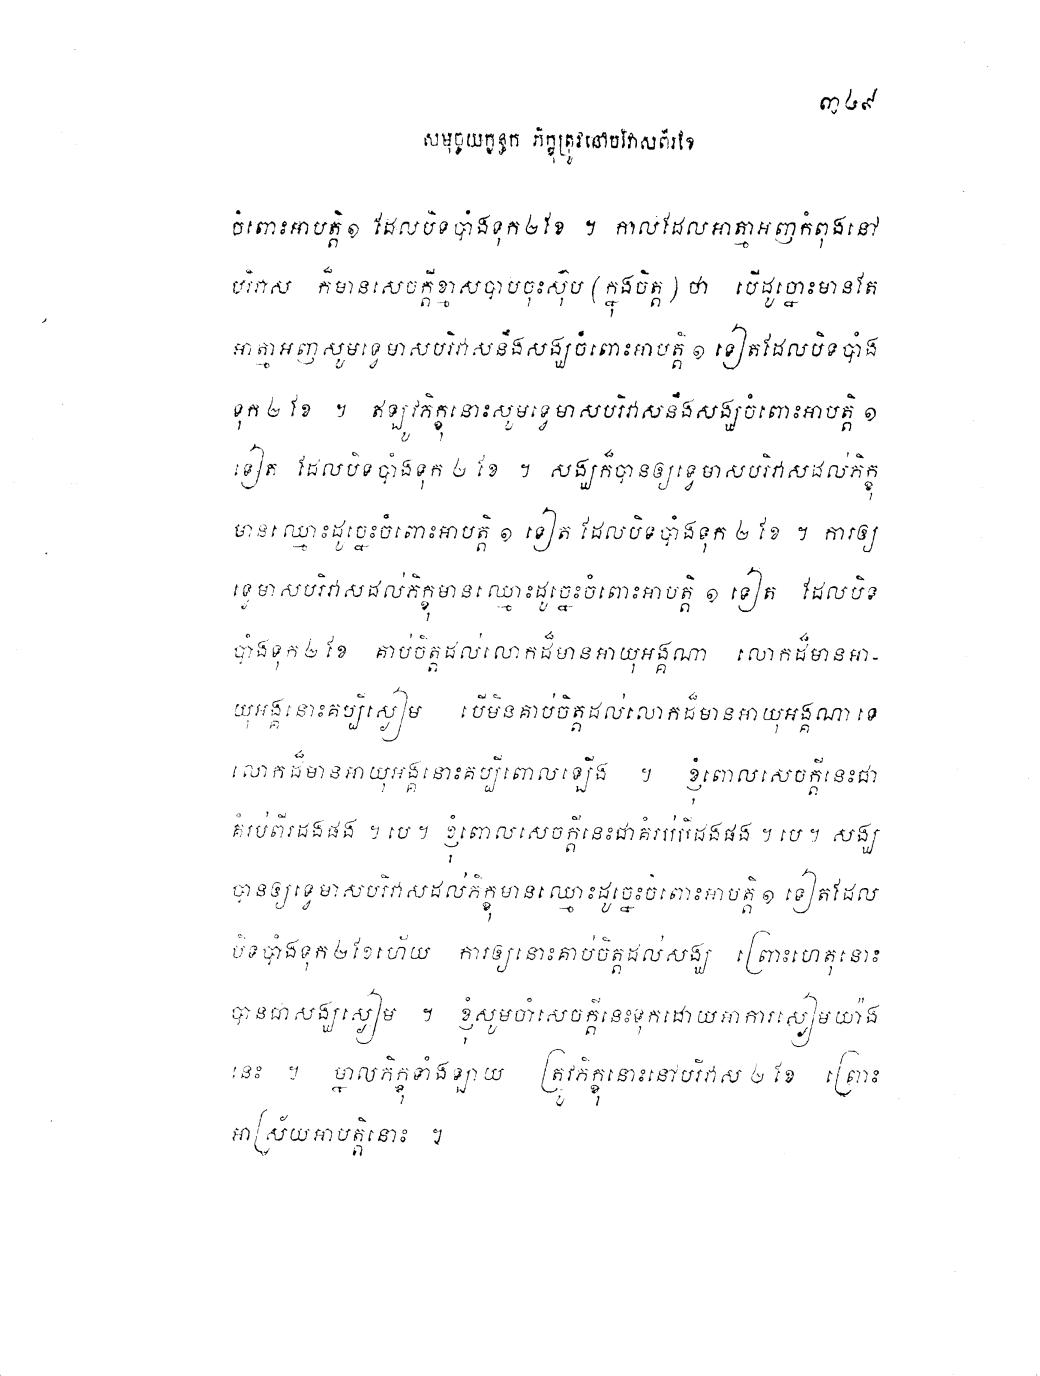 ៣៤៩
សមុច្ចយក្ខន្ធក ភិក្ខុត្រូវនៅបរិវាសពីរខែ
ចំពោះអាបត្តិ១ ដែលបិទបាំងទុក២ខែ ។ កាលដែលអាត្មាអញកំពុងនៅ
បរិវាស ក៏មានសេចក្តីខ្មាសបាបចុះស៊ុប (ក្នុងចិត្ត) ថា បើដូច្នោះមានតែ
អាត្មាអញសូមទ្វេមាសបរិវាសនឹងសង្ឃចំពោះអាបត្តិ ១ ទៀតដែលបិទបាំង
ទុក ២ ខែ ។ ឥឡូវភិក្ខុនោះសូមទ្វេមាសបរិវាសនឹងសង្ឃចំពោះអាបត្តិ ១
ទៀត ដែលបិទបាំងទុក ២ ខែ ។ សង្ឃក៏បានឲ្យទ្វេមាសបរិវាសដល់ភិក្ខុ
មានឈ្មោះដូច្នេះចំពោះអាបត្តិ ១ ទៀត ដែលបិទបាំងទុក ២ ខែ ។ ការឲ្យ
ទ្វេមាសបរិវាសដល់ភិក្ខុមានឈ្មោះដូច្នេះចំពោះអាបត្តិ ១ ទៀត ដែលបិទ
បាំងទុក ២ ខែ គាប់ចិត្តដល់លោកដ៏មានអាយុអង្គណា លោកដ៏មានអា-
យុអង្គនោះគប្បីស្ងៀម បើមិនគាប់ចិត្តដល់លោកដ៏មានអាយុអង្គណាទេ
លោកដ៏មានអាយុអង្គនោះគប្បីពោលឡើង ។ ខ្ញុំពោលសេចក្តីនេះជា
គំរប់ពីរដងផង ។ បេ ។ ខ្ញុំពោលសេចក្តីនេះជាគំរប់បីដងផង ។ បេ ។ សង្ឃ
បានឲ្យទ្វេមាសបរិវាសដល់ភិក្ខុមានឈ្មោះដូច្នេះចំពោះអាបត្តិ ១ ទៀតដែល
បិទបាំងទុក២ខែហើយ ការឲ្យនោះគាប់ចិត្តដល់សង្ឃ ព្រោះហេតុនោះ
បានជាសង្ឃស្ងៀម ។ ខ្ញុំសូមចាំសេចក្តីនេះទុកដោយអាការស្ងៀមយ៉ាង
នេះ ។ ម្នាលភិក្ខុទាំងឡាយ ត្រូវភិក្ខុនោះនៅបរិវាស ២ ខែ ព្រោះ
អាស្រ័យអាបត្តិនោះ ។